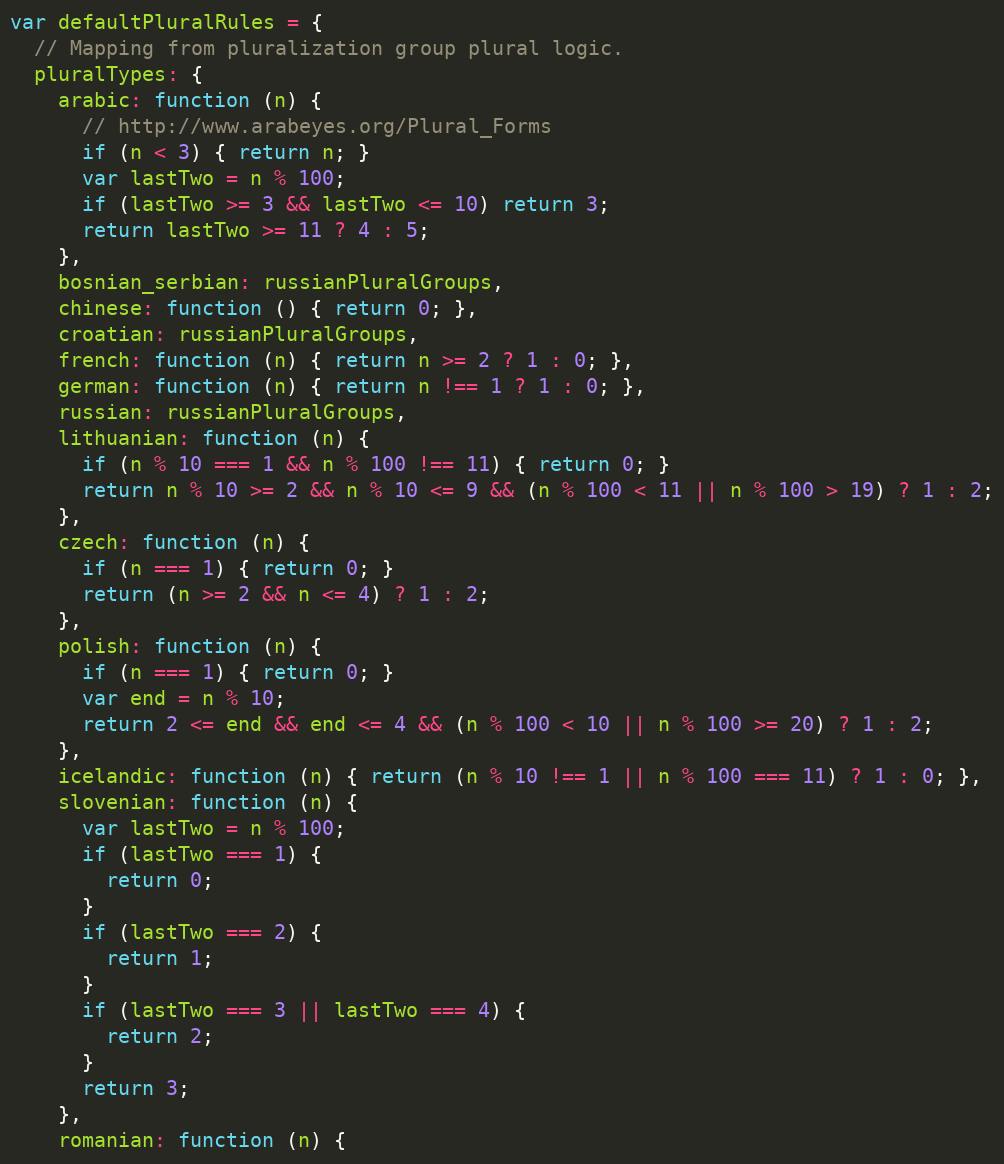 var defaultPluralRules = {
  // Mapping from pluralization group plural logic.
  pluralTypes: {
    arabic: function (n) {
      // http://www.arabeyes.org/Plural_Forms
      if (n < 3) { return n; }
      var lastTwo = n % 100;
      if (lastTwo >= 3 && lastTwo <= 10) return 3;
      return lastTwo >= 11 ? 4 : 5;
    },
    bosnian_serbian: russianPluralGroups,
    chinese: function () { return 0; },
    croatian: russianPluralGroups,
    french: function (n) { return n >= 2 ? 1 : 0; },
    german: function (n) { return n !== 1 ? 1 : 0; },
    russian: russianPluralGroups,
    lithuanian: function (n) {
      if (n % 10 === 1 && n % 100 !== 11) { return 0; }
      return n % 10 >= 2 && n % 10 <= 9 && (n % 100 < 11 || n % 100 > 19) ? 1 : 2;
    },
    czech: function (n) {
      if (n === 1) { return 0; }
      return (n >= 2 && n <= 4) ? 1 : 2;
    },
    polish: function (n) {
      if (n === 1) { return 0; }
      var end = n % 10;
      return 2 <= end && end <= 4 && (n % 100 < 10 || n % 100 >= 20) ? 1 : 2;
    },
    icelandic: function (n) { return (n % 10 !== 1 || n % 100 === 11) ? 1 : 0; },
    slovenian: function (n) {
      var lastTwo = n % 100;
      if (lastTwo === 1) {
        return 0;
      }
      if (lastTwo === 2) {
        return 1;
      }
      if (lastTwo === 3 || lastTwo === 4) {
        return 2;
      }
      return 3;
    },
    romanian: function (n) {